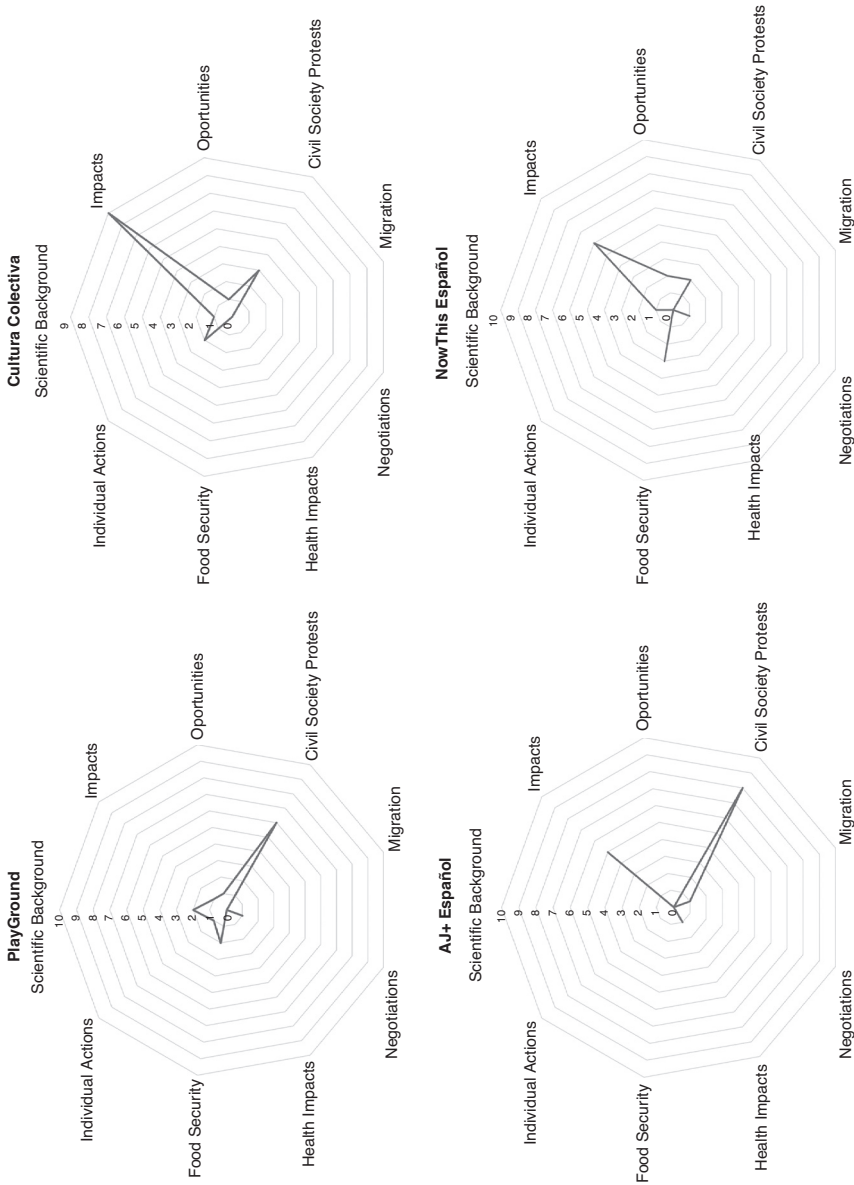 PlayGround
Scientific Background
10
9
8
7
6
5
4
3
2
1
0
Individual Actions
Impacts
Food Security
Oportunities
Health Impacts
Civil Society Protests
Negotiations
Migration
Cultura Colectiva
Scientific Background
9
8
7
6
5
4
3
2
1
0
Individual Actions
Impacts
Food Security
Oportunities
Health Impacts
Civil Society Protests
Negotiations
Migration
AJ+ Español
Scientific Background
10
9
8
7
6
5
4
3
2
1
0
Individual Actions
Impacts
Food Security
Oportunities
Health Impacts
Civil Society Protests
Negotiations
Migration
NowThis Español
Scientific Background
10
9
8
7
6
5
4
3
2
1
0
Individual Actions
Impacts
Food Security
Oportunities
Health Impacts
Civil Society Protests
Negotiations
Migration